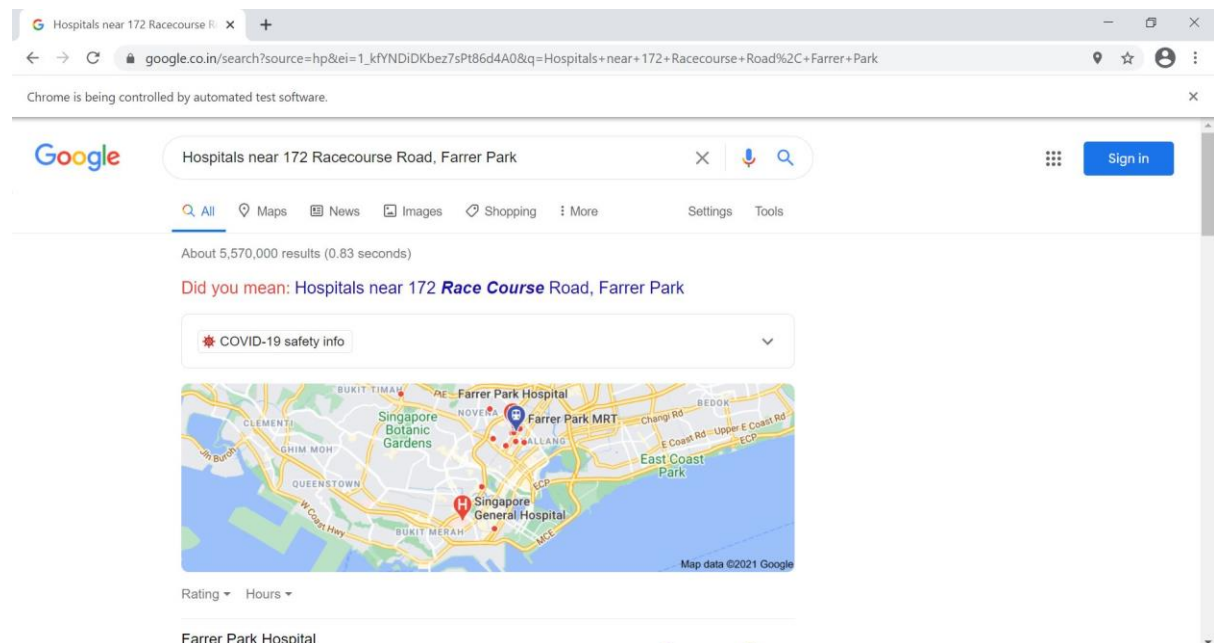 Hospitals near 172 Racecourse R
google.co.in/search?source=hp&ei=1_kfYNDiDKbez7sPt86d4A0&q=Hospitals+near+172+Racecourse+Road%2C+Farrer+Park
Chrome is being controlled by automated test software.
Google
Hospitals near 172 Racecourse Road, Farrer Park
Sign in
All Maps News Images Shopping More Settings Tools
About 5,570,000 results (0.83 seconds)
Did you mean: Hospitals near 172 Race Course Road, Farrer Park
COVID-19 safety info
BUKIT TIMAH
Farrer Park Hospital
BEDOK
CLEMENTI
Singapore
Botanic
Gardens
NOVENA
Farrer Park MRT
Changi Rd
E Coast Rd
Upper E Coast Rd
ECP
GHIM MOH
KALLANG
East Coast
Park
QUEENSTOWN
ECP
W Coast Hwy
H
Singapore
General Hospital
BUKIT MERAH
MCE
Map data ©2021 Google
Rating Hours
Farrer Park Hospital